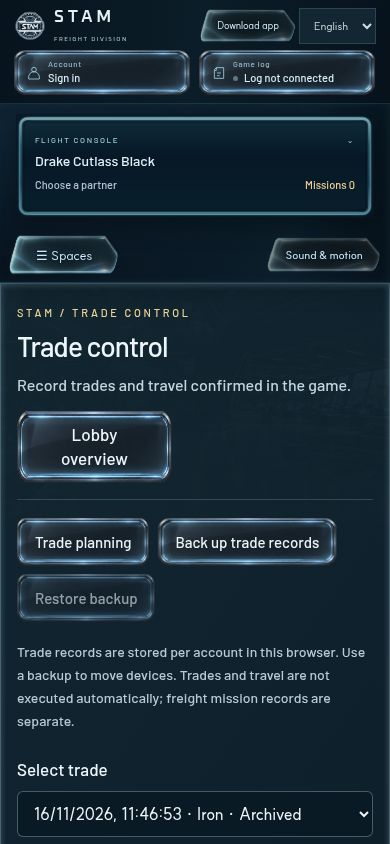 STAM
STAM
FREIGHT DIVISION
Download app
English
Account
Sign in
Game log
Log not connected
FLIGHT CONSOLE
Drake Cutlass Black
Choose a partner
Missions 0
☰ Spaces
Sound & motion
STAM / TRADE CONTROL
Trade control
Record trades and travel confirmed in the game.
Lobby
overview
Trade planning
Back up trade records
Restore backup
Trade records are stored per account in this browser. Use
a backup to move devices. Trades and travel are not
executed automatically; freight mission records are
separate.
Select trade
16/11/2026, 11:46:53 · Iron · Archived